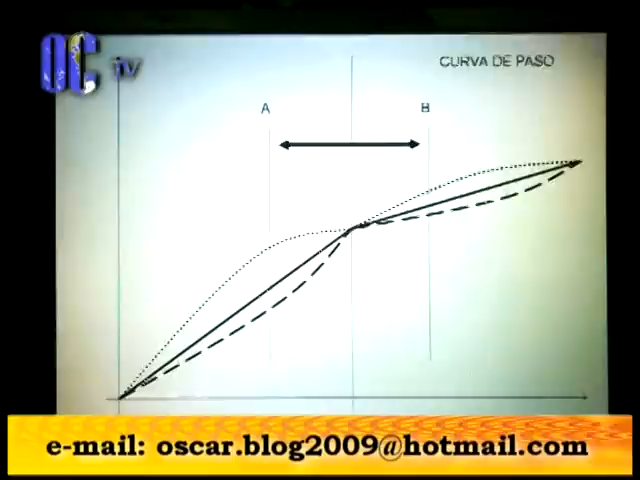 OC tv
CURVA DE PASO
A
B
e-mail: oscar.blog2009@hotmail.com